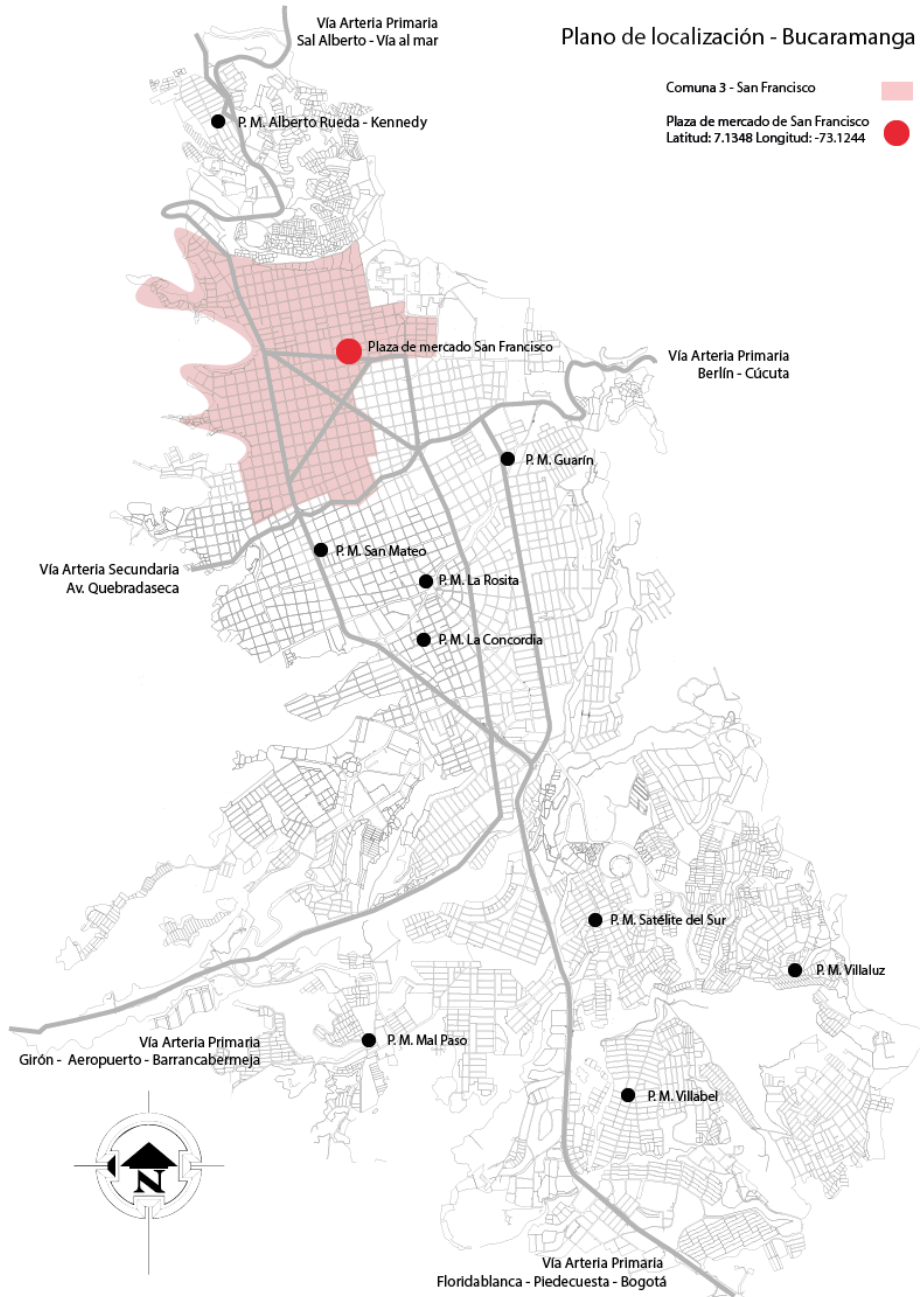 Vía Arteria Primaria
Sal Alberto - Vía al mar
Plano de localización - Bucaramanga
Comuna 3 - San Francisco
Plaza de mercado de San Francisco
Latitud: 7.1348 Longitud: -73.1244
P. M. Alberto Rueda - Kennedy
Plaza de mercado San Francisco
Vía Arteria Primaria
Berlín - Cúcuta
P. M. Guarín
P. M. San Mateo
Vía Arteria Secundaria
Av. Quebradaseca
P. M. La Rosita
P. M. La Concordia
P. M. Satélite del Sur
P. M. Villaluz
Vía Arteria Primaria
Girón - Aeropuerto - Barrancabermeja
P. M. Mal Paso
P. M. Villabel
N
Vía Arteria Primaria
Floridablanca - Piedecuesta - Bogotá